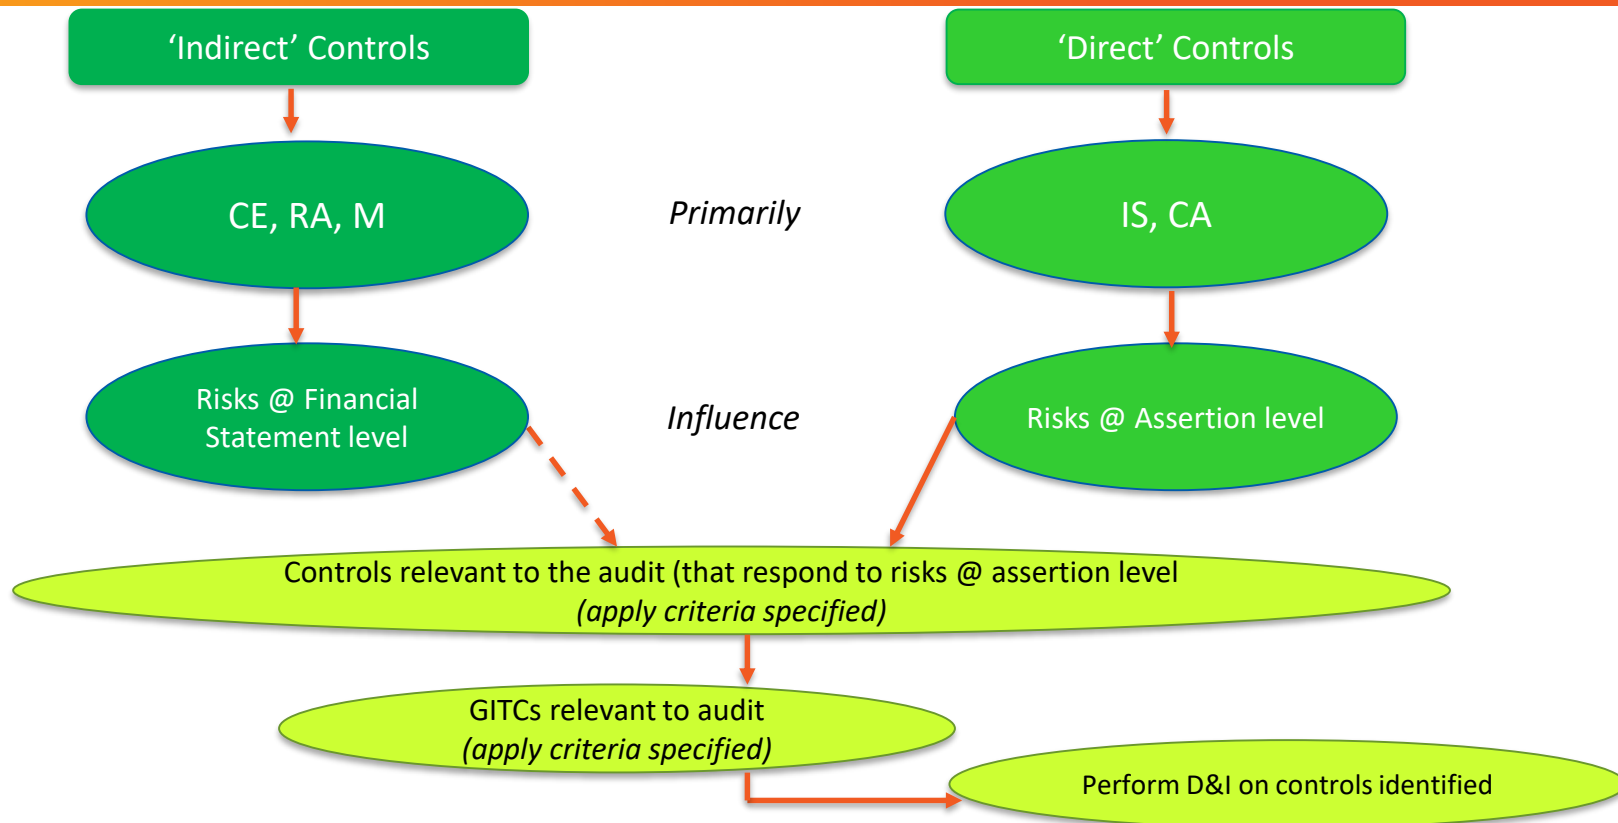 ‘Indirect’ Controls
‘Direct’ Controls
CE, RA, M
Primarily
IS, CA
Risks @ Financial
Statement level
Influence
Risks @ Assertion level
Controls relevant to the audit (that respond to risks @ assertion level
(apply criteria specified)
GITCs relevant to audit
(apply criteria specified)
Perform D&I on controls identified